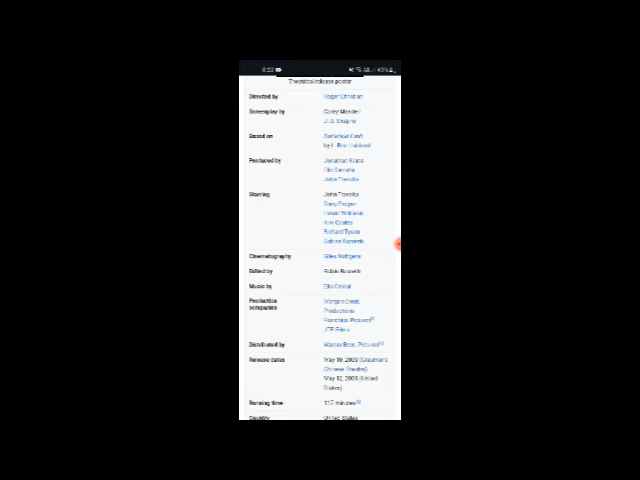 Theatrical release poster
Directed by Roger Christian
Screenplay by Corey Mandell
J. D. Shapiro
Based on Battlefield Earth
by L. Ron Hubbard
Produced by Jonathan Krane
Elie Samaha
John Travolta
Starring John Travolta
Barry Pepper
Forest Whitaker
Kim Coates
Richard Tyson
Sabine Karsenti
Cinematography Giles Nuttgens
Edited by Robin Russell
Music by Elia Cmiral
Production
companies
Morgan Creek
Productions
Franchise Pictures
JTP Films
Distributed by Warner Bros. Pictures
Release dates May 10, 2000 (Grauman's
Chinese Theatre)
May 12, 2000 (United
States)
Running time 117 minutes
Country United States